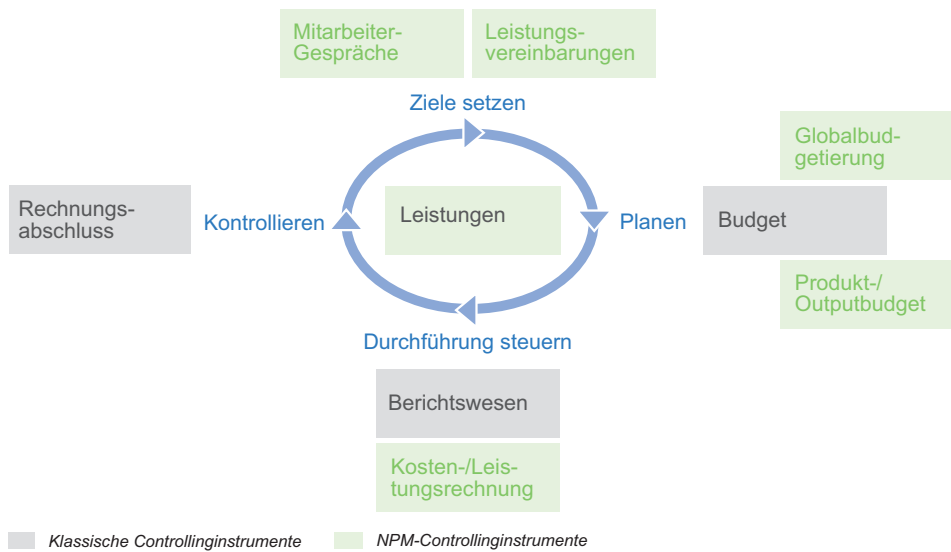 Mitarbeiter-
Gespräche
Leistungs-
vereinbarungen
Ziele setzen
Globalbud-
getierung
Rechnungs-
abschluss
Kontrollieren
Leistungen
Planen
Budget
Produkt-/
Outputbudget
Durchführung steuern
Berichtswesen
Kosten-/Leis-
tungsrechnung
Klassische Controllinginstrumente
NPM-Controllinginstrumente